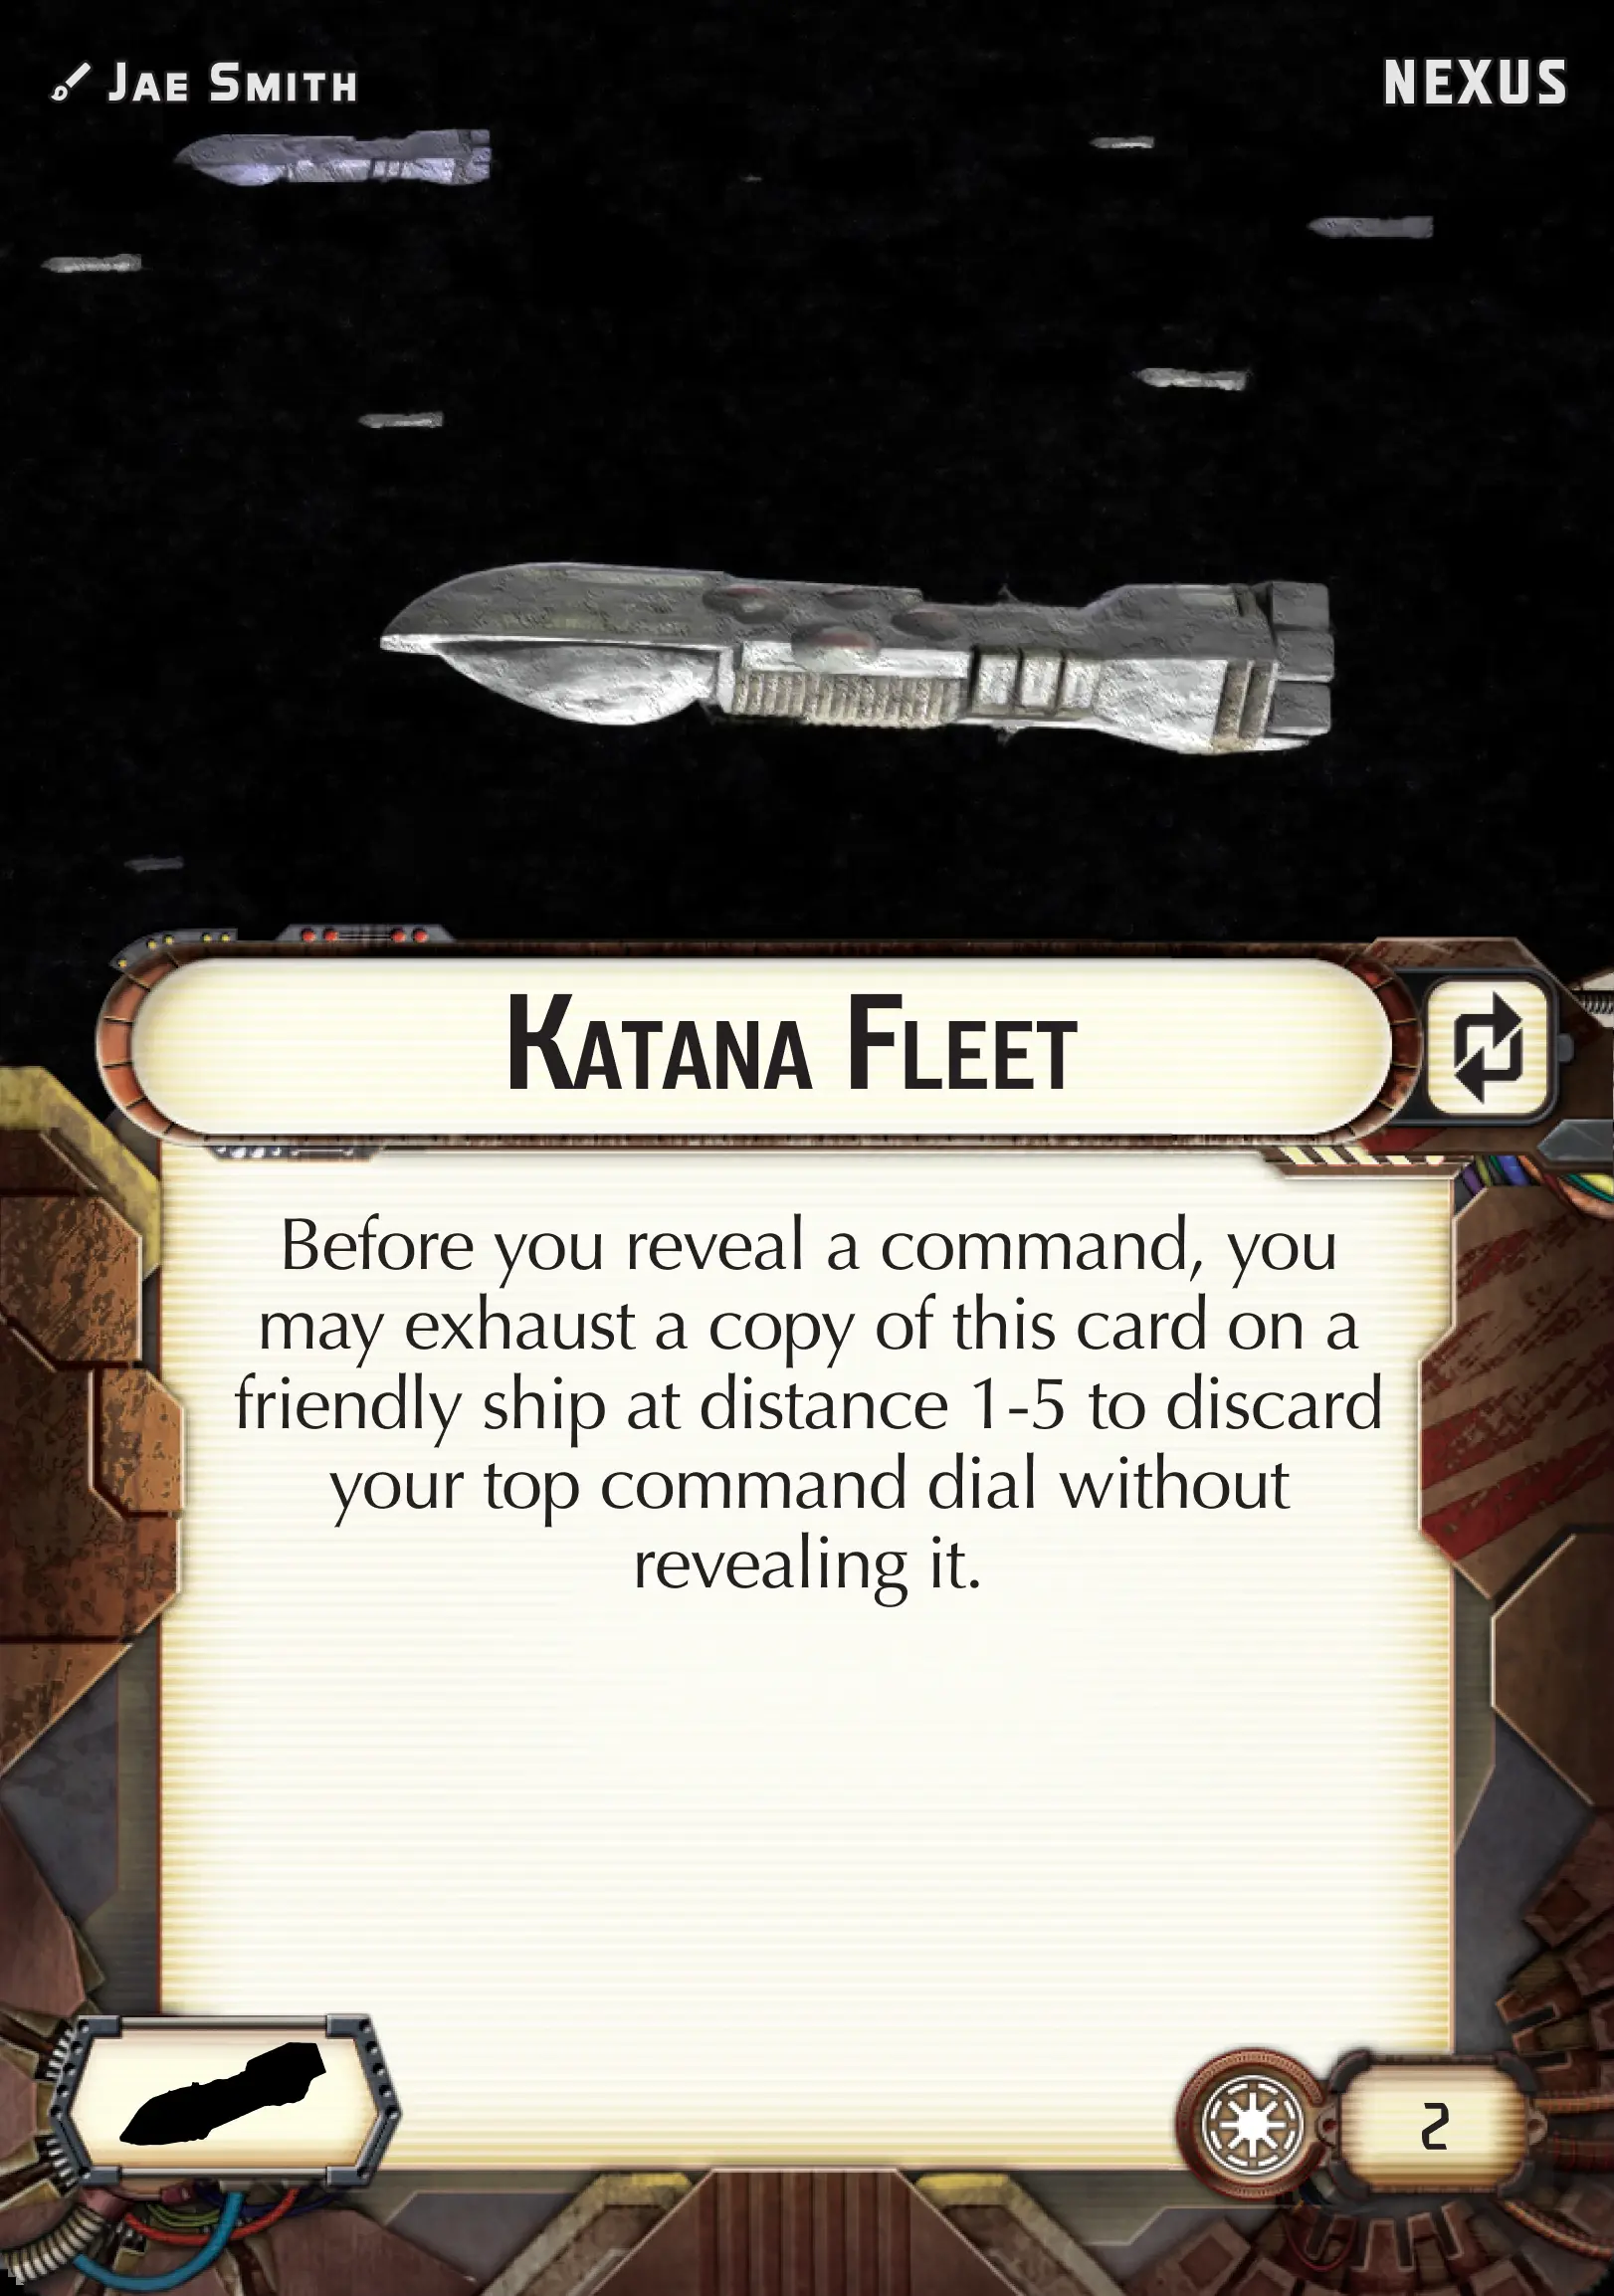 Jae Smith
NEXUS
Katana Fleet
Before you reveal a command, you
may exhaust a copy of this card on a
friendly ship at distance 1-5 to discard
your top command dial without
revealing it.
2